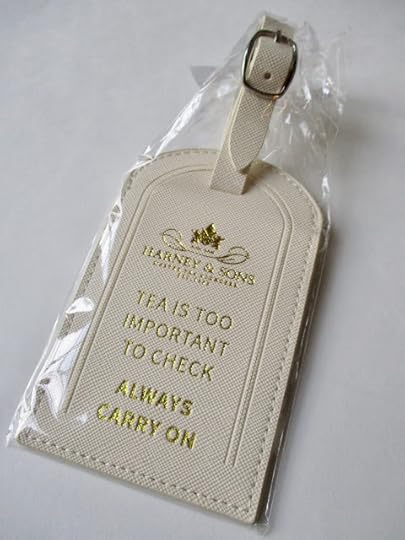 HARNEY & SONS
TEA IS TOO
IMPORTANT
TO CHECK
ALWAYS
CARRY ON